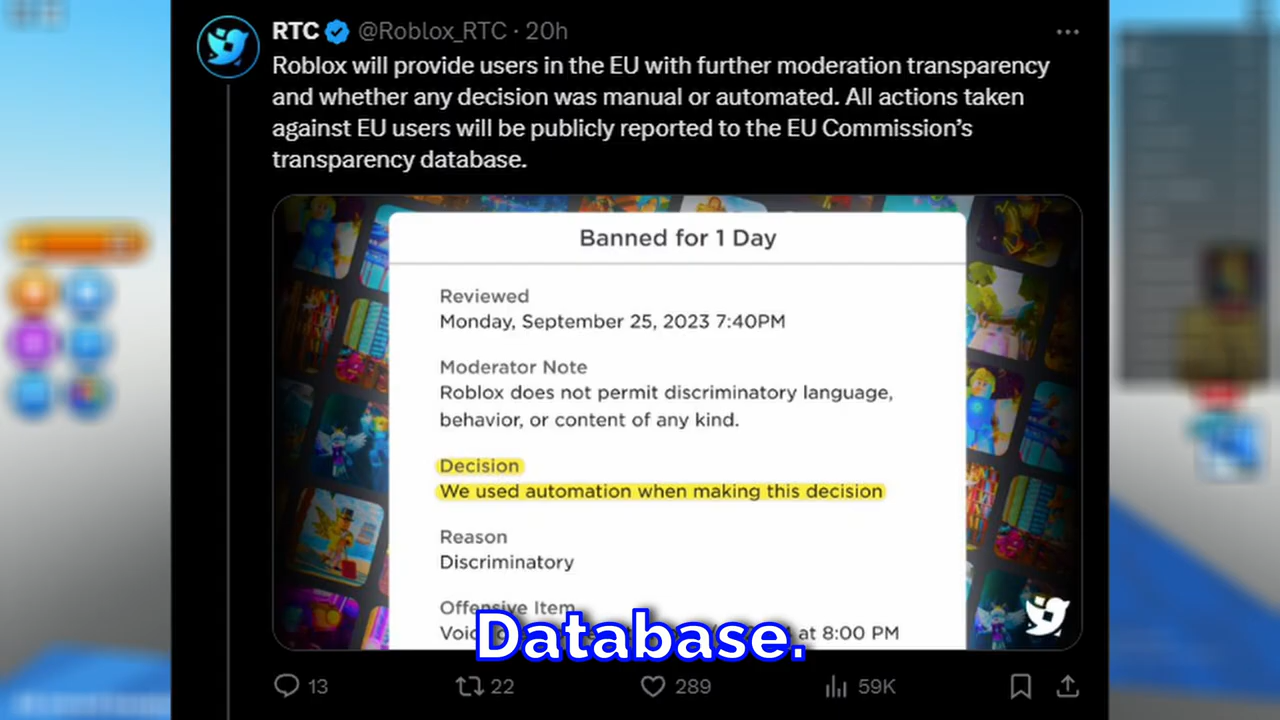 RTC @Roblox_RTC · 20h
Roblox will provide users in the EU with further moderation transparency
and whether any decision was manual or automated. All actions taken
against EU users will be publicly reported to the EU Commission’s
transparency database.
Banned for 1 Day
Reviewed
Monday, September 25, 2023 7:40PM
Moderator Note
Roblox does not permit discriminatory language,
behavior, or content of any kind.
Decision
We used automation when making this decision
Reason
Discriminatory
Offensive Item
at 8:00 PM
Database.
13 22 289 59K